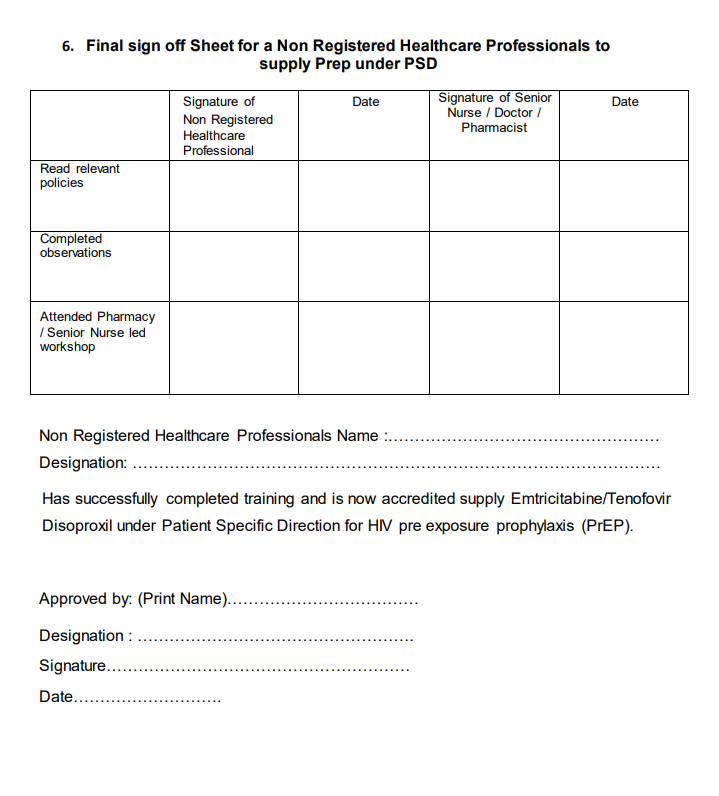 6. Final sign off Sheet for a Non Registered Healthcare Professionals to
supply Prep under PSD
Signature of
Non Registered
Healthcare
Professional
Date
Signature of Senior
Nurse / Doctor /
Pharmacist
Date
Read relevant
policies
Completed
observations
Attended Pharmacy
/ Senior Nurse led
workshop
Non Registered Healthcare Professionals Name :……………………………………………
Designation: ………………………………………………………………………………………
Has successfully completed training and is now accredited supply Emtricitabine/Tenofovir
Disoproxil under Patient Specific Direction for HIV pre exposure prophylaxis (PrEP).
Approved by: (Print Name)………………………………
Designation : …………………………………………….
Signature…………………………………………………
Date……………………….